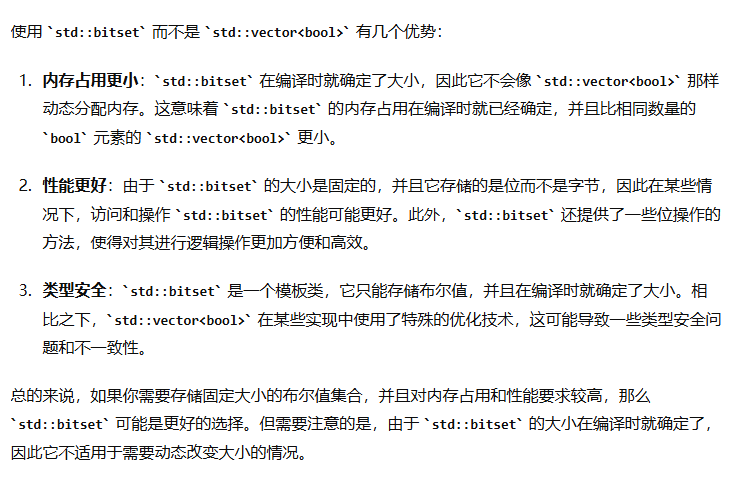 使用 `std::bitset` 而不是 `std::vector<bool>` 有几个优势：
1. 内存占用更小：`std::bitset` 在编译时就确定了大小，因此它不会像 `std::vector<bool>` 那样
动态分配内存。这意味着 `std::bitset` 的内存占用在编译时就已经确定，并且比相同数量的
`bool` 元素的 `std::vector<bool>` 更小。
2. 性能更好：由于 `std::bitset` 的大小是固定的，并且它存储的是位而不是字节，因此在某些情
况下，访问和操作 `std::bitset` 的性能可能更好。此外，`std::bitset` 还提供了一些位操作的
方法，使得对其进行逻辑操作更加方便和高效。
3. 类型安全：`std::bitset` 是一个模板类，它只能存储布尔值，并且在编译时就确定了大小。相
比之下，`std::vector<bool>` 在某些实现中使用了特殊的优化技术，这可能导致一些类型安全问
题和不一致性。
总的来说，如果你需要存储固定大小的布尔值集合，并且对内存占用和性能要求较高，那么
`std::bitset` 可能是更好的选择。但需要注意的是，由于 `std::bitset` 的大小在编译时就确定了，
因此它不适用于需要动态改变大小的情况。